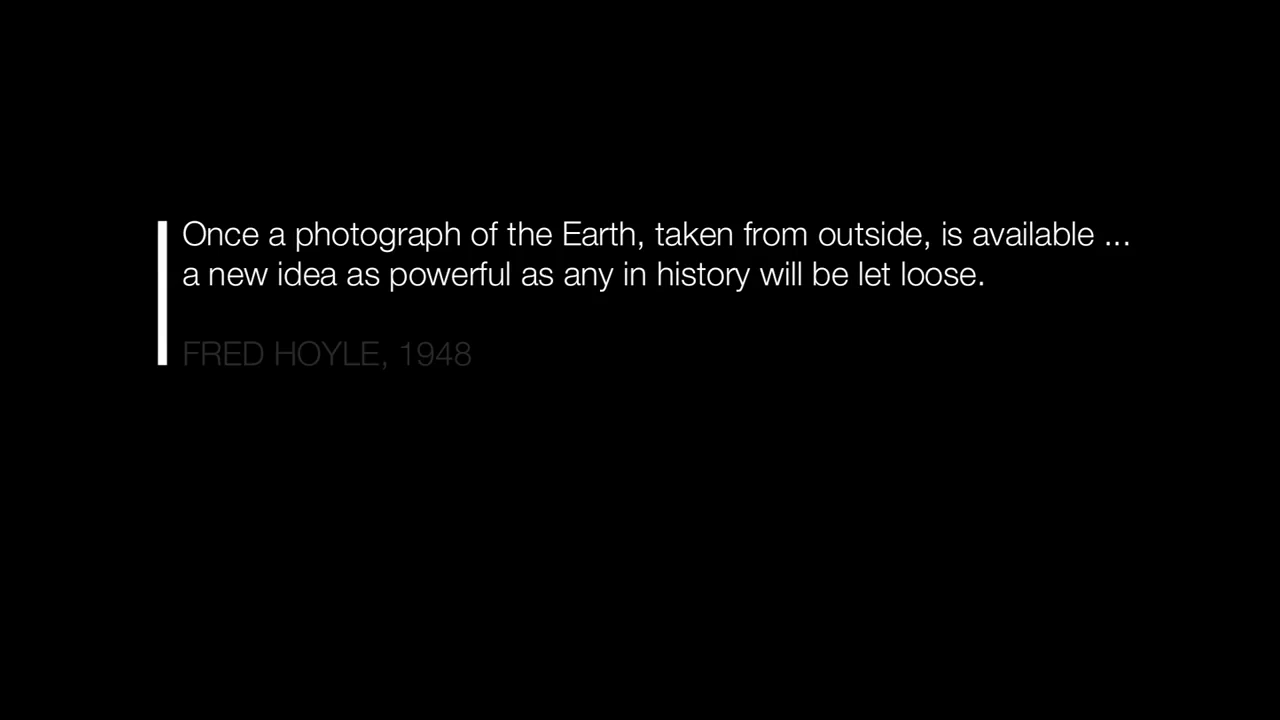 Once a photograph of the Earth, taken from outside, is available ...
a new idea as powerful as any in history will be let loose.
FRED HOYLE, 1948